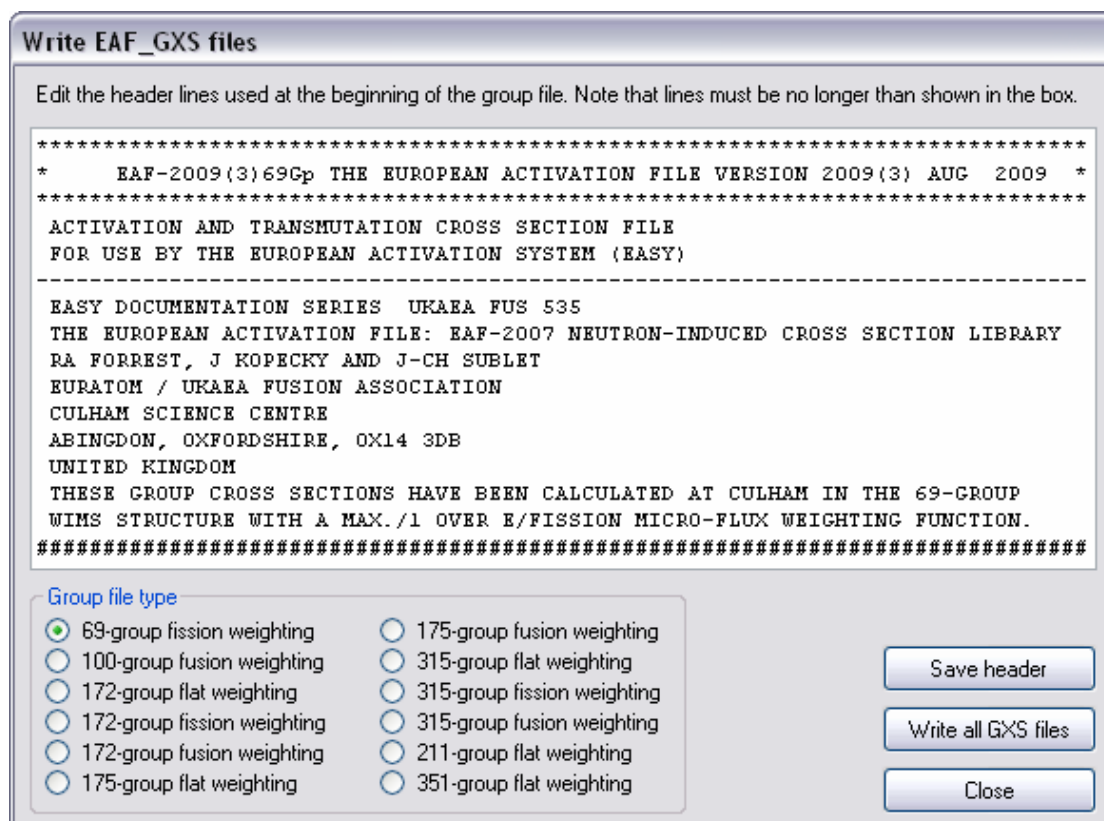 Write EAF_GXS files
Edit the header lines used at the beginning of the group file. Note that lines must be no longer than shown in the box.
*******************************************************************************
*     EAF-2009(3)69Gp THE EUROPEAN ACTIVATION FILE VERSION 2009(3) AUG  2009  *
*******************************************************************************
ACTIVATION AND TRANSMUTATION CROSS SECTION FILE
FOR USE BY THE EUROPEAN ACTIVATION SYSTEM (EASY)
-------------------------------------------------------------------------------
EASY DOCUMENTATION SERIES  UKAEA FUS 535
THE EUROPEAN ACTIVATION FILE: EAF-2007 NEUTRON-INDUCED CROSS SECTION LIBRARY
RA FORREST, J KOPECKY AND J-CH SUBLET
EURATOM / UKAEA FUSION ASSOCIATION
CULHAM SCIENCE CENTRE
ABINGDON, OXFORDSHIRE, OX14 3DB
UNITED KINGDOM
THESE GROUP CROSS SECTIONS HAVE BEEN CALCULATED AT CULHAM IN THE 69-GROUP
WIMS STRUCTURE WITH A MAX./1 OVER E/FISSION MICRO-FLUX WEIGHTING FUNCTION.
###############################################################################
Group file type
69-group fission weighting
100-group fusion weighting
172-group flat weighting
172-group fission weighting
172-group fusion weighting
175-group flat weighting
175-group fusion weighting
315-group flat weighting
315-group fission weighting
315-group fusion weighting
211-group flat weighting
351-group flat weighting
Save header
Write all GXS files
Close